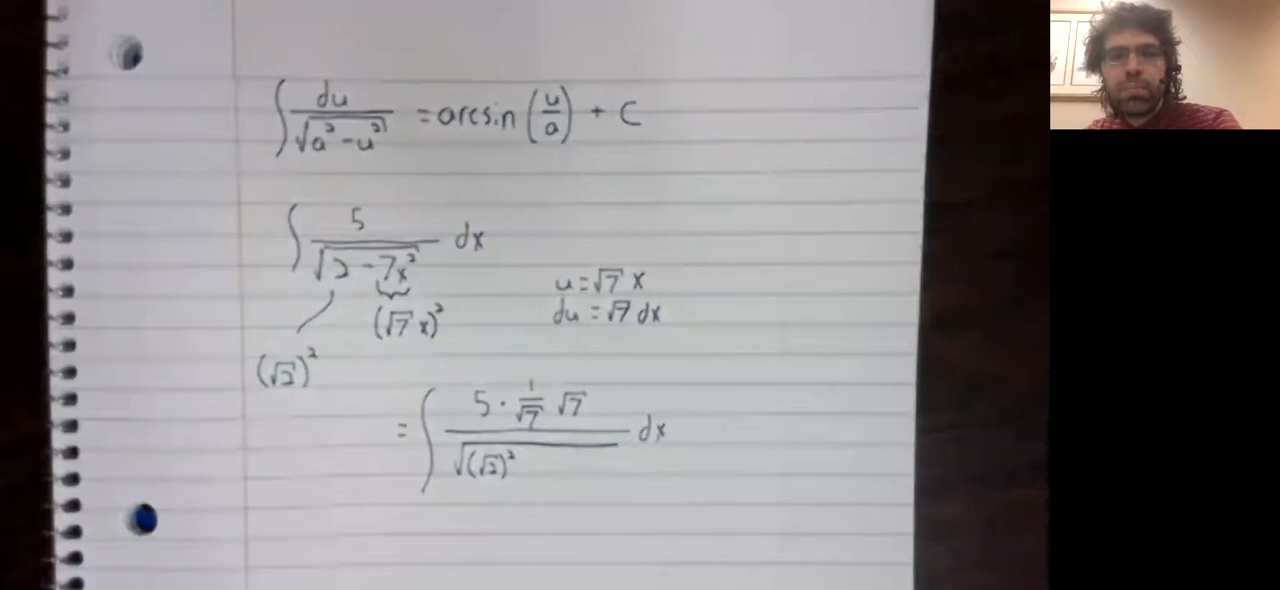 ∫ du/√(a² - u²) = arcsin (u/a) + C
∫ 5/√(2 - 7x²) dx
u = √7 x
(√7 x)²
du = √7 dx
(√2)²
= ∫ (5 · 1/√7 √7)/√((√2)²) dx